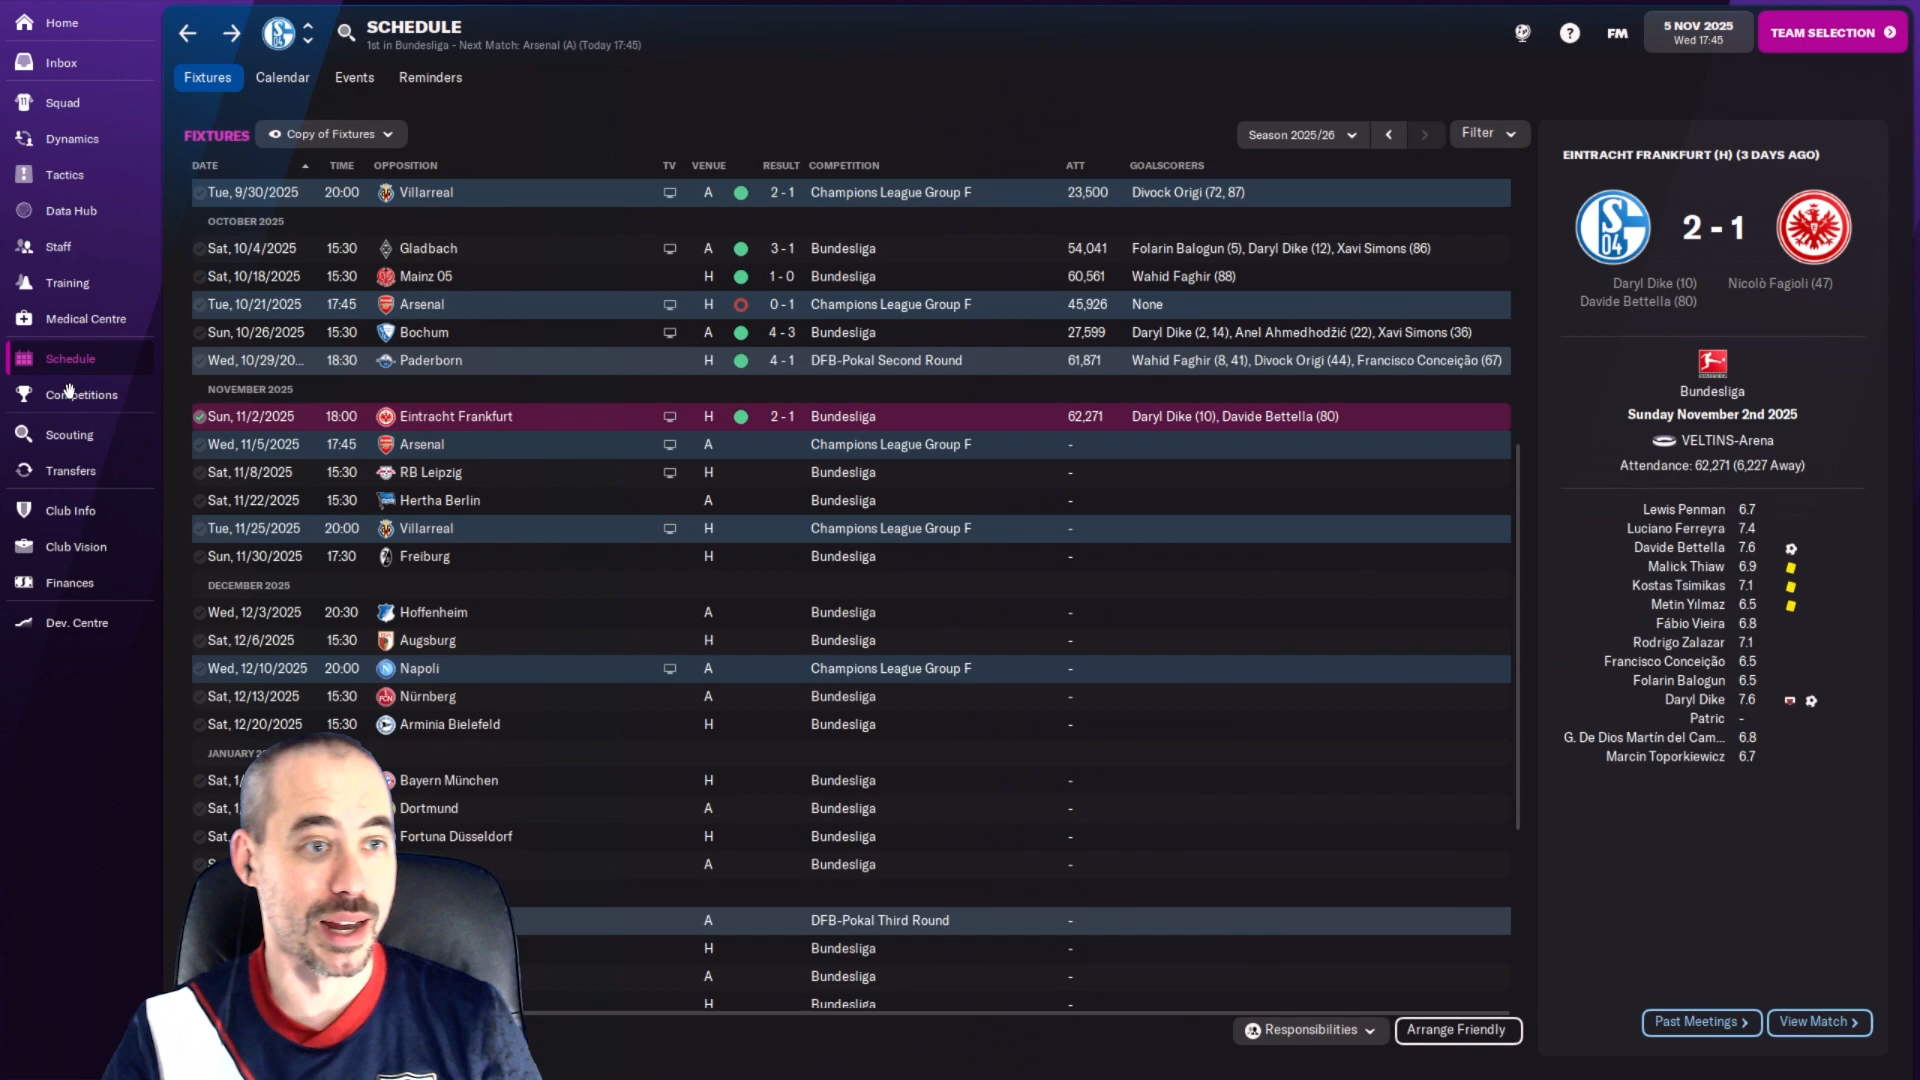 Home
Inbox
Squad
Dynamics
Tactics
Data Hub
Staff
Training
Medical Centre
Schedule
Competitions
Scouting
Transfers
Club Info
Club Vision
Finances
Dev. Centre
SCHEDULE
1st in Bundesliga - Next Match: Arsenal (A) (Today 17:45)
FM
5 NOV 2025
Wed 17:45
TEAM SELECTION
Fixtures Calendar Events Reminders
FIXTURES Copy of Fixtures Season 2025/26 Filter
DATE TIME OPPOSITION TV VENUE RESULT COMPETITION ATT GOALSCORERS
Tue, 9/30/2025 20:00 Villarreal A 2 - 1 Champions League Group F 23,500 Divock Origi (72, 87)
OCTOBER 2025
Sat, 10/4/2025 15:30 Gladbach A 3 - 1 Bundesliga 54,041 Folarin Balogun (5), Daryl Dike (12), Xavi Simons (86)
Sat, 10/18/2025 15:30 Mainz 05 H 1 - 0 Bundesliga 60,561 Wahid Faghir (88)
Tue, 10/21/2025 17:45 Arsenal H 0 - 1 Champions League Group F 45,926 None
Sun, 10/26/2025 15:30 Bochum A 4 - 3 Bundesliga 27,599 Daryl Dike (2, 14), Anel Ahmedhodžić (22), Xavi Simons (36)
Wed, 10/29/20... 18:30 Paderborn H 4 - 1 DFB-Pokal Second Round 61,871 Wahid Faghir (8, 41), Divock Origi (44), Francisco Conceição (67)
NOVEMBER 2025
Sun, 11/2/2025 18:00 Eintracht Frankfurt H 2 - 1 Bundesliga 62,271 Daryl Dike (10), Davide Bettella (80)
Wed, 11/5/2025 17:45 Arsenal A Champions League Group F -
Sat, 11/8/2025 15:30 RB Leipzig H Bundesliga -
Sat, 11/22/2025 15:30 Hertha Berlin A Bundesliga -
Tue, 11/25/2025 20:00 Villarreal H Champions League Group F -
Sun, 11/30/2025 17:30 Freiburg H Bundesliga -
DECEMBER 2025
Wed, 12/3/2025 20:30 Hoffenheim A Bundesliga -
Sat, 12/6/2025 15:30 Augsburg H Bundesliga -
Wed, 12/10/2025 20:00 Napoli A Champions League Group F -
Sat, 12/13/2025 15:30 Nürnberg A Bundesliga -
Sat, 12/20/2025 15:30 Arminia Bielefeld H Bundesliga -
JANUARY
Sat, Bayern München H Bundesliga -
Sat, Dortmund A Bundesliga -
Sat, Fortuna Düsseldorf H Bundesliga -
A Bundesliga -
A DFB-Pokal Third Round -
H Bundesliga -
A Bundesliga -
H Bundesliga
Responsibilities Arrange Friendly
EINTRACHT FRANKFURT (H) (3 DAYS AGO)
2 - 1
Daryl Dike (10) Nicolò Fagioli (47)
Davide Bettella (80)
Bundesliga
Sunday November 2nd 2025
VELTINS-Arena
Attendance: 62,271 (6,227 Away)
Lewis Penman 6.7
Luciano Ferreyra 7.4
Davide Bettella 7.6
Malick Thiaw 6.9
Kostas Tsimikas 7.1
Metin Yılmaz 6.5
Fábio Vieira 6.8
Rodrigo Zalazar 7.1
Francisco Conceição 6.5
Folarin Balogun 6.5
Daryl Dike 7.6
Patric -
G. De Dios Martín del Cam... 6.8
Marcin Toporkiewicz 6.7
Past Meetings View Match